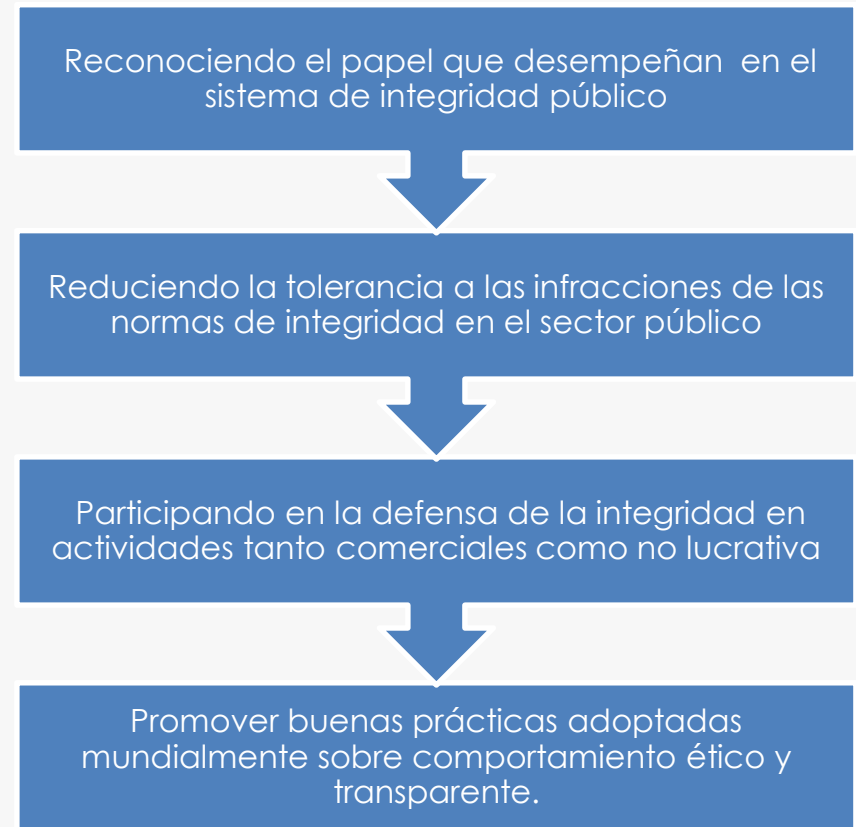 Reconociendo el papel que desempeñan en el
sistema de integridad público
Reduciendo la tolerancia a las infracciones de las
normas de integridad en el sector público
Participando en la defensa de la integridad en
actividades tanto comerciales como no lucrativa
Promover buenas prácticas adoptadas
mundialmente sobre comportamiento ético y
transparente.